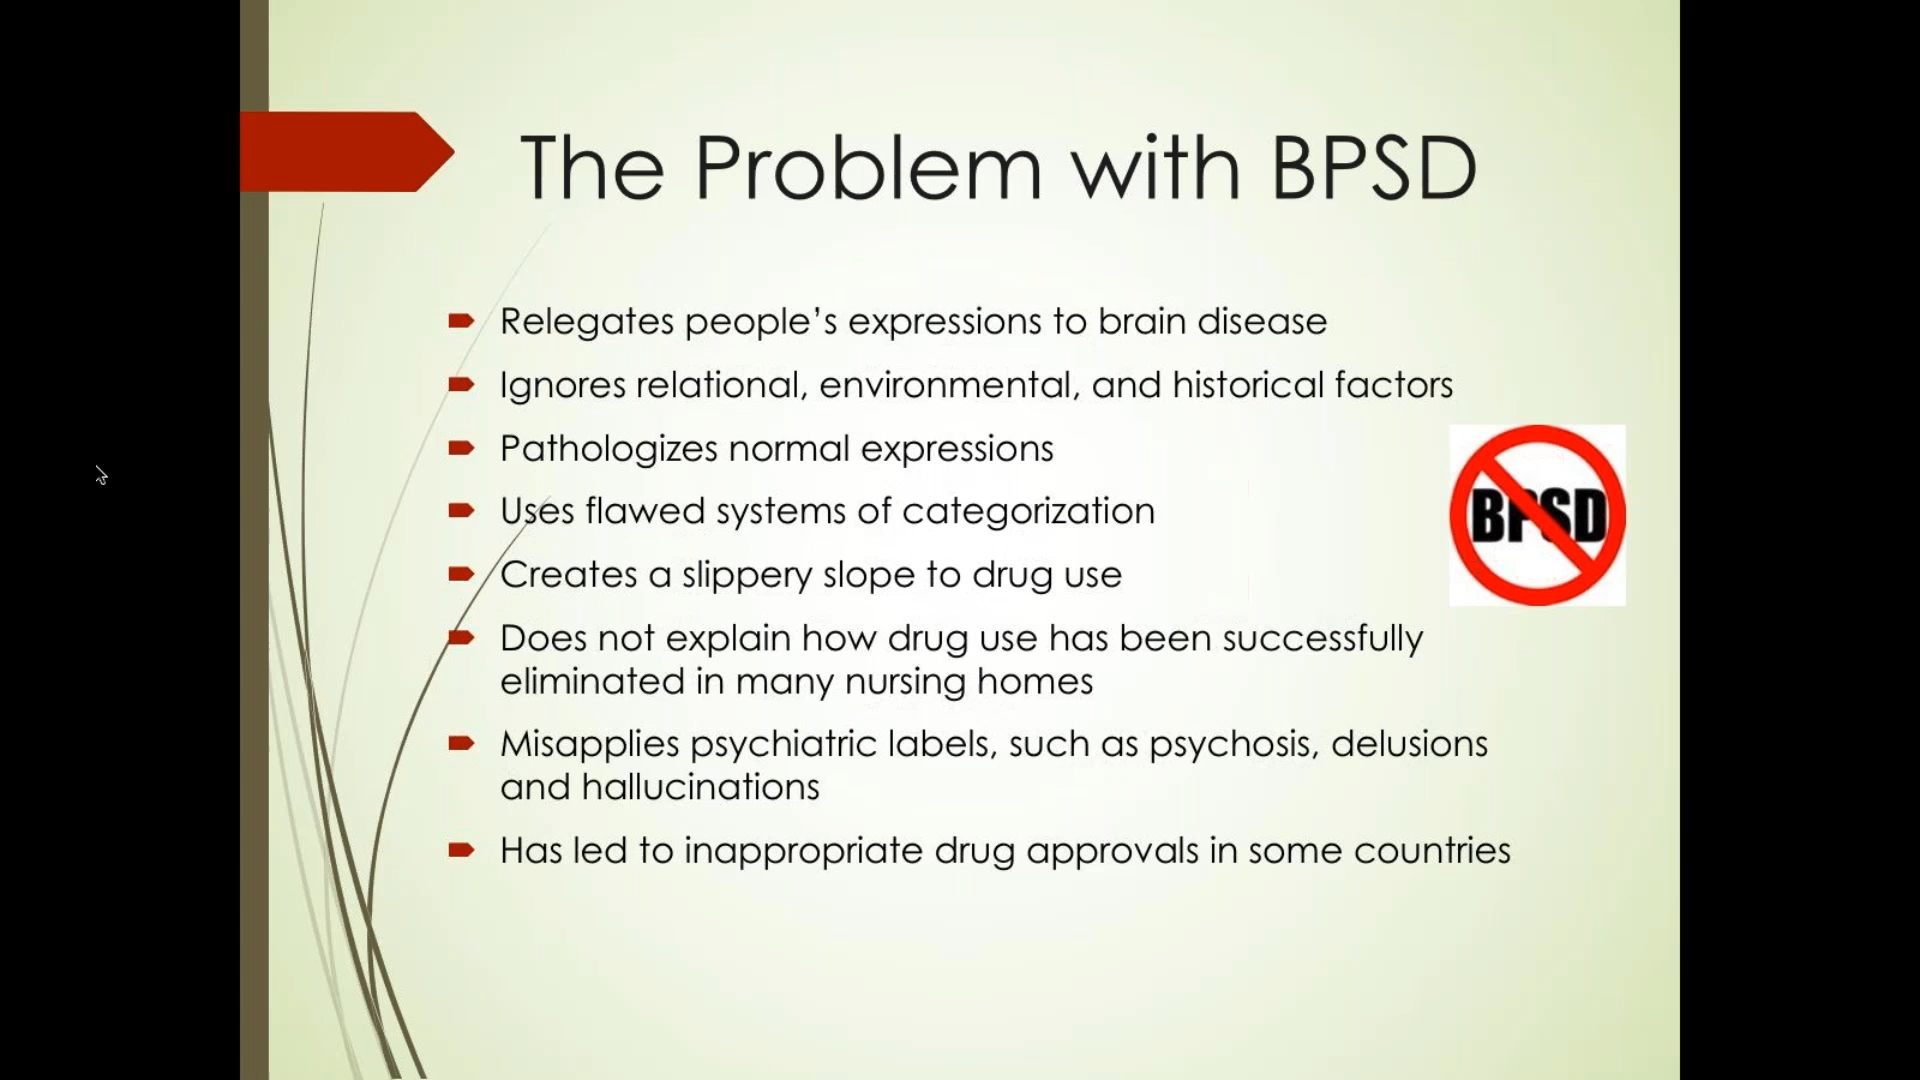 The Problem with BPSD
Relegates people’s expressions to brain disease
Ignores relational, environmental, and historical factors
Pathologizes normal expressions
Uses flawed systems of categorization
Creates a slippery slope to drug use
Does not explain how drug use has been successfully
eliminated in many nursing homes
Misapplies psychiatric labels, such as psychosis, delusions
and hallucinations
Has led to inappropriate drug approvals in some countries
BPSD